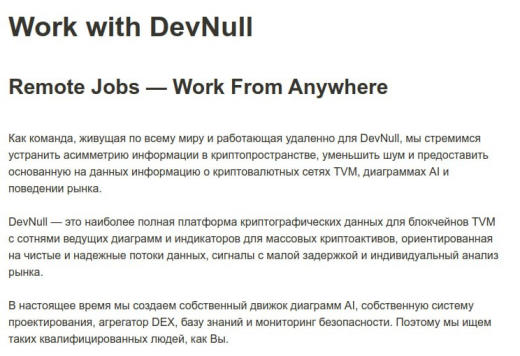 Work with DevNull
Remote Jobs — Work From Anywhere
Как команда, живущая по всему миру и работающая удаленно для DevNull, мы стремимся
устранить асимметрию информации в криптопространстве, уменьшить шум и предоставить
основанную на данных информацию о криптовалютных сетях TVM, диаграммах AI и
поведении рынка.
DevNull — это наиболее полная платформа криптографических данных для блокчейнов TVM
с сотнями ведущих диаграмм и индикаторов для массовых криптоактивов, ориентированная
на чистые и надежные потоки данных, сигналы с малой задержкой и индивидуальный анализ
рынка.
В настоящее время мы создаем собственный движок диаграмм AI, собственную систему
проектирования, агрегатор DEX, базу знаний и мониторинг безопасности. Поэтому мы ищем
таких квалифицированных людей, как Вы.